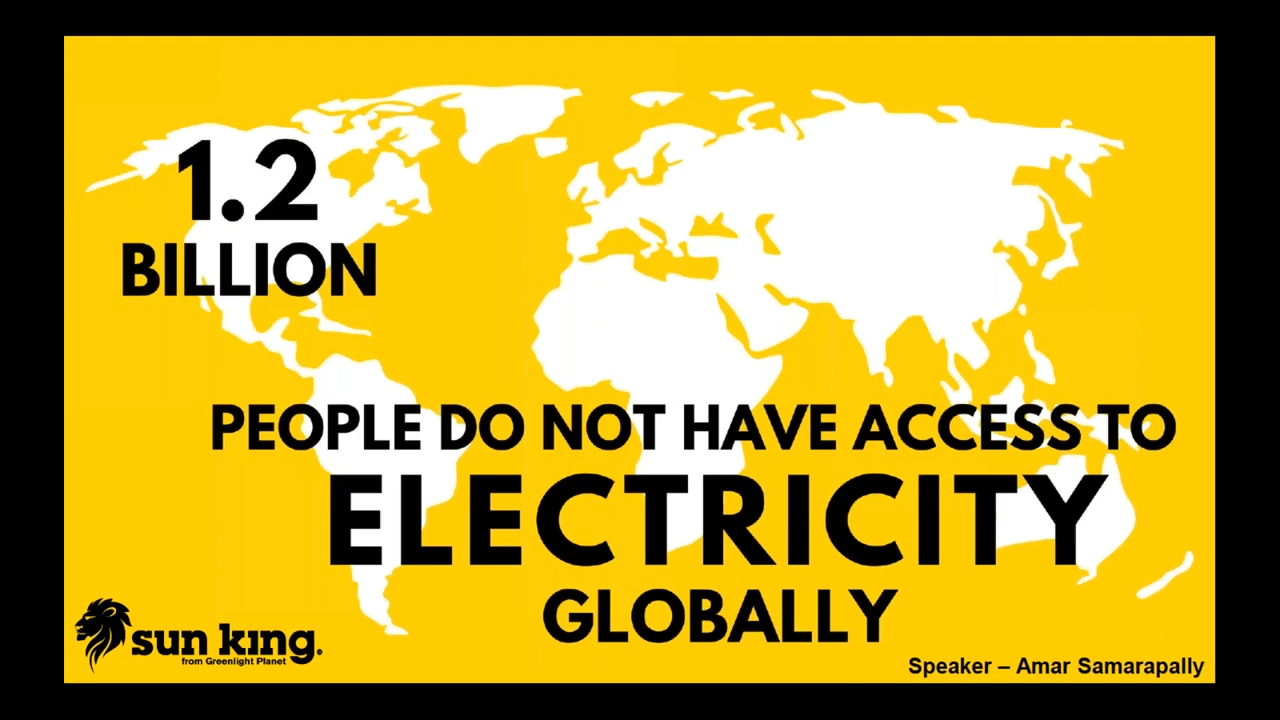 1.2
BILLION
PEOPLE DO NOT HAVE ACCESS TO
ELECTRICITY
GLOBALLY
sun king.
from Greenlight Planet
Speaker – Amar Samarapally